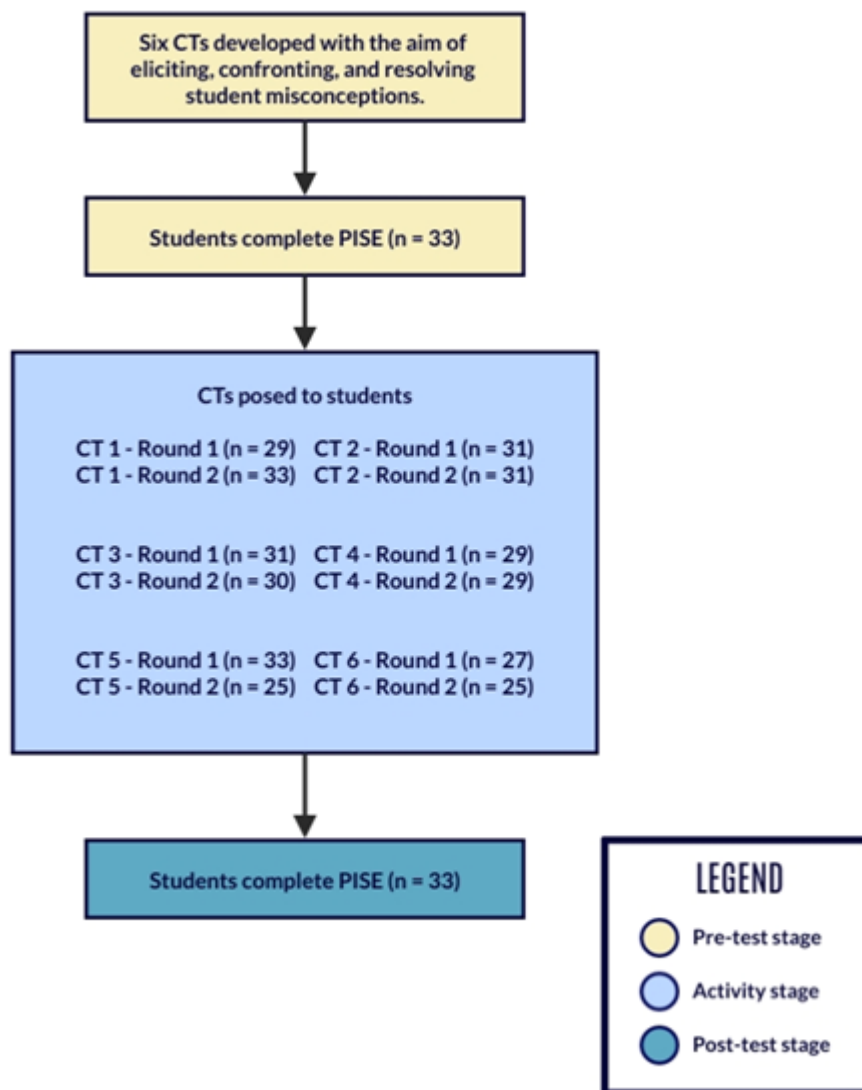 Six CTs developed with the aim of
eliciting, confronting, and resolving
student misconceptions.
Students complete PISE (n = 33)
CTs posed to students
CT 1 - Round 1 (n = 29) CT 2 - Round 1 (n = 31)
CT 1 - Round 2 (n = 33) CT 2 - Round 2 (n = 31)
CT 3 - Round 1 (n = 31) CT 4 - Round 1 (n = 29)
CT 3 - Round 2 (n = 30) CT 4 - Round 2 (n = 29)
CT 5 - Round 1 (n = 33) CT 6 - Round 1 (n = 27)
CT 5 - Round 2 (n = 25) CT 6 - Round 2 (n = 25)
Students complete PISE (n = 33)
LEGEND
Pre-test stage
Activity stage
Post-test stage